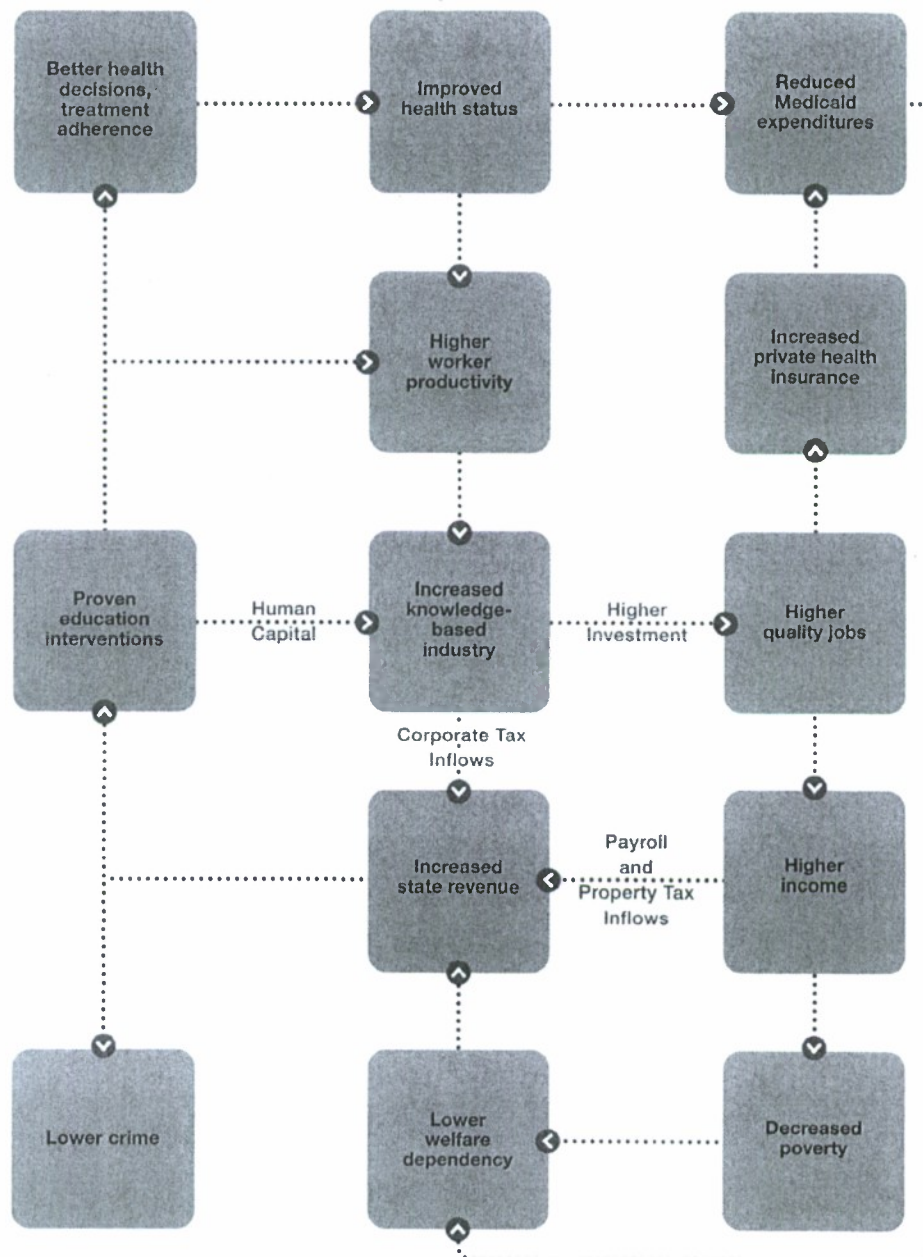 Better health
decisions,
treatment
adherence
Improved
health status
Reduced
Medicaid
expenditures
Higher
worker
productivity
Increased
private health
insurance
Proven
education
interventions
Human
Capital
Increased
knowledge-
based
industry
Higher
Investment
Higher
quality jobs
Corporate Tax
Inflows
Increased
state revenue
Payroll
and
Property Tax
Inflows
Higher
income
Lower crime
Lower
welfare
dependency
Decreased
poverty